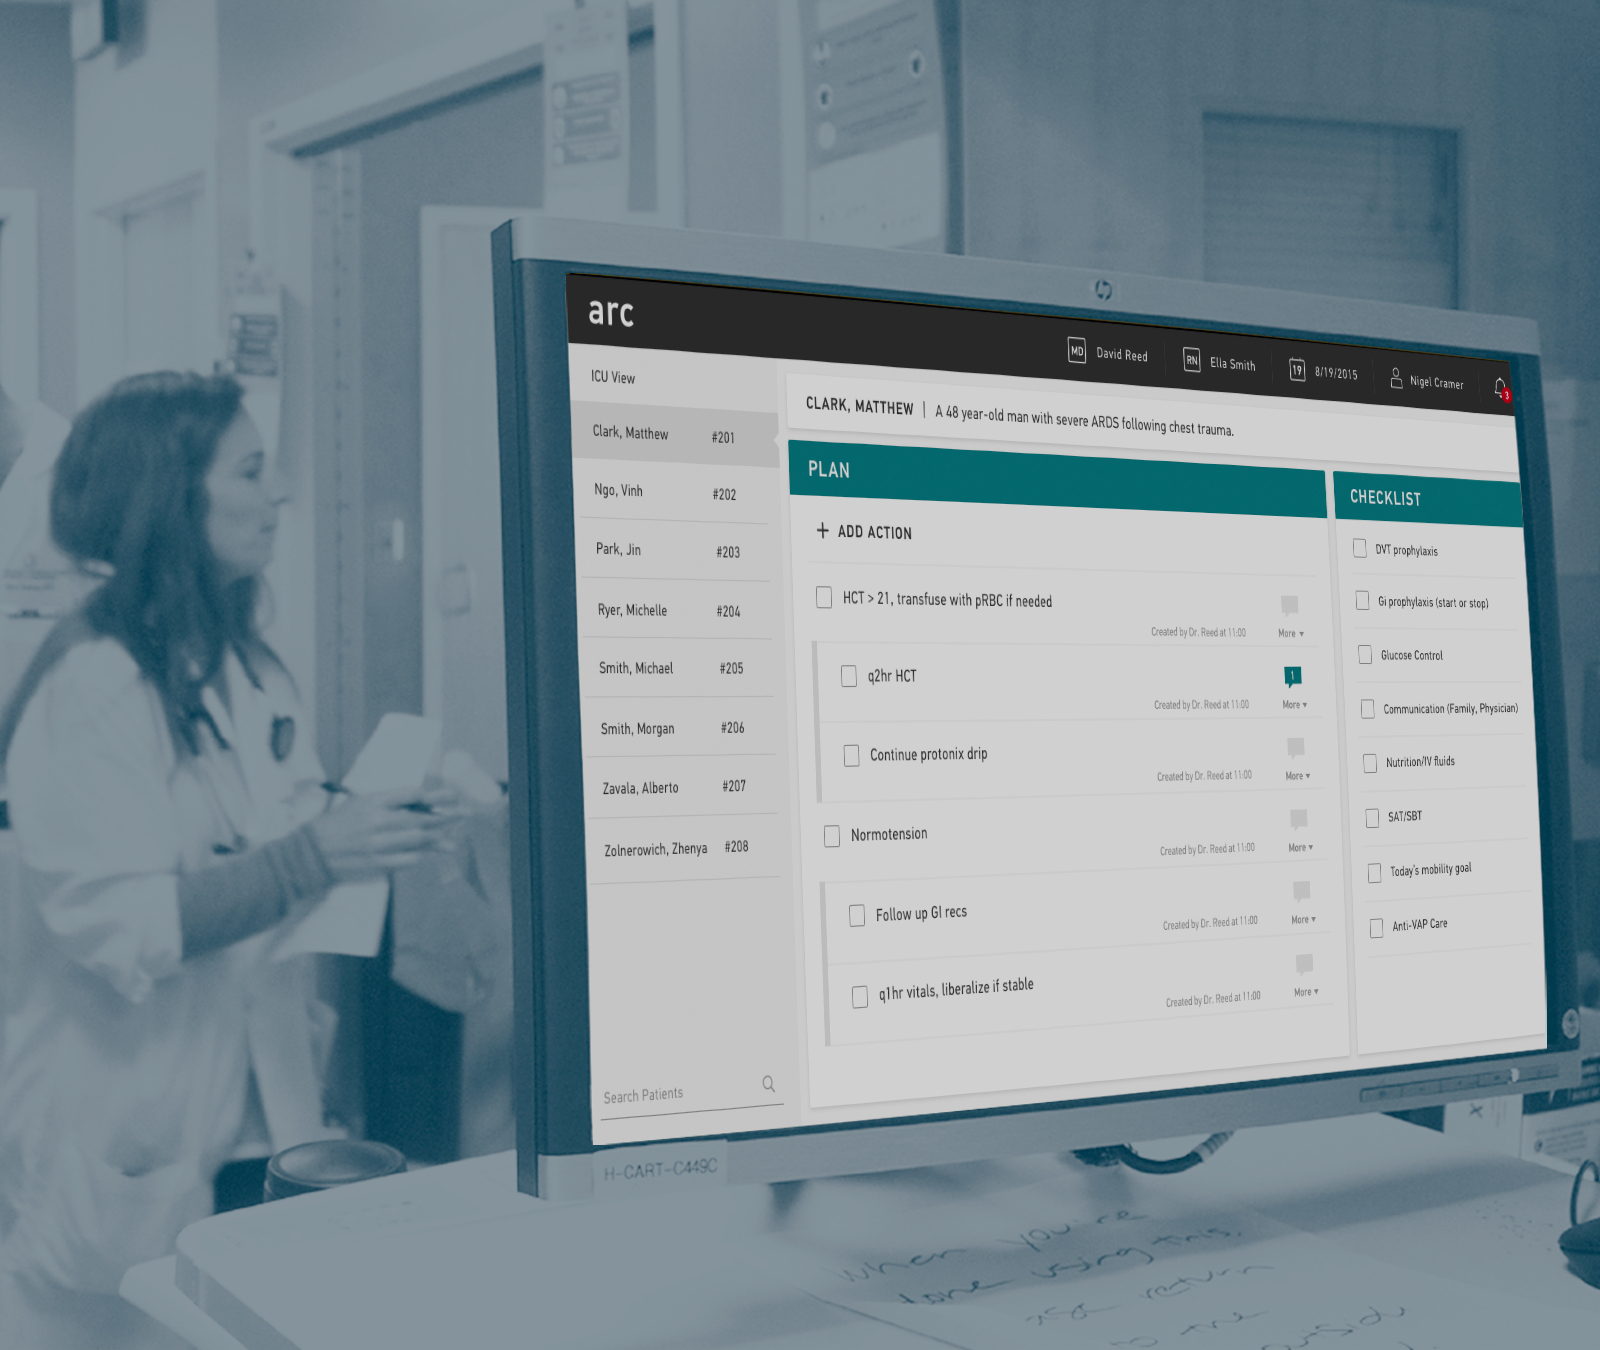 arc
MD David Reed
RN Ella Smith
19 8/19/2015
Nigel Cramer
3
ICU View
Clark, Matthew #201
Ngo, Vinh #202
Park, Jin #203
Ryer, Michelle #204
Smith, Michael #205
Smith, Morgan #206
Zavala, Alberto #207
Zolnerowich, Zhenya #208
Search Patients
CLARK, MATTHEW | A 48 year-old man with severe ARDS following chest trauma.
PLAN
+ ADD ACTION
HCT > 21, transfuse with pRBC if needed
Created by Dr. Reed at 11:00 More ▾
q2hr HCT
1
Created by Dr. Reed at 11:00 More ▾
Continue protonix drip
Created by Dr. Reed at 11:00 More ▾
Normotension
Created by Dr. Reed at 11:00 More ▾
Follow up GI recs
Created by Dr. Reed at 11:00 More ▾
q1hr vitals, liberalize if stable
Created by Dr. Reed at 11:00 More ▾
CHECKLIST
DVT prophylaxis
Gi prophylaxis (start or stop)
Glucose Control
Communication (Family, Physician)
Nutrition/IV fluids
SAT/SBT
Today's mobility goal
Anti-VAP Care
hp
H-CART-C449C
when you're
done using this,
return
to the